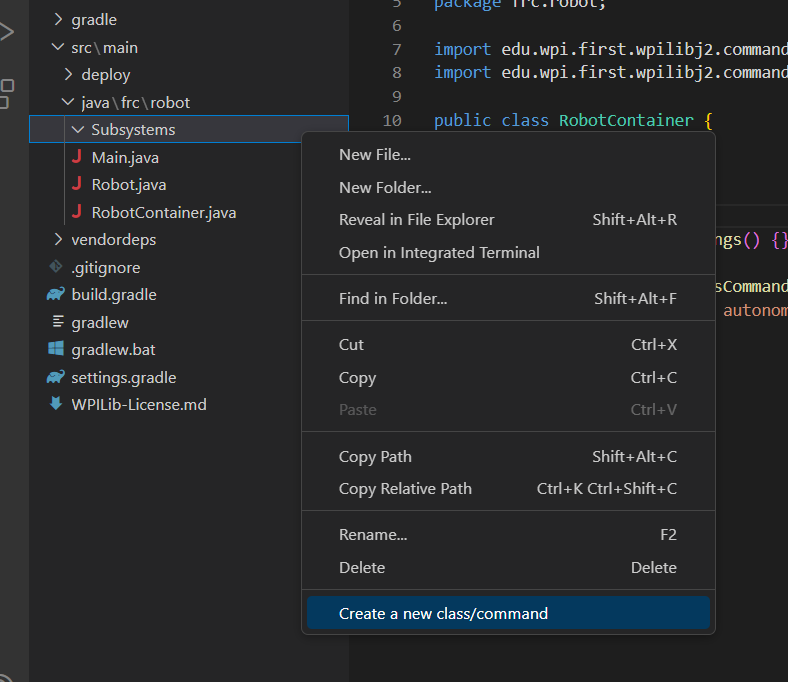 gradle
src\main
deploy
java\frc\robot
Subsystems
Main.java
Robot.java
RobotContainer.java
vendordeps
.gitignore
build.gradle
gradlew
gradlew.bat
settings.gradle
WPILib-License.md
5 package frc.robot;
6
7 import edu.wpi.first.wpilibj2.command
8 import edu.wpi.first.wpilibj2.command
9
10 public class RobotContainer {
ngs() {}
sCommand
autonom
New File...
New Folder...
Reveal in File Explorer Shift+Alt+R
Open in Integrated Terminal
Find in Folder... Shift+Alt+F
Cut Ctrl+X
Copy Ctrl+C
Paste Ctrl+V
Copy Path Shift+Alt+C
Copy Relative Path Ctrl+K Ctrl+Shift+C
Rename... F2
Delete Delete
Create a new class/command